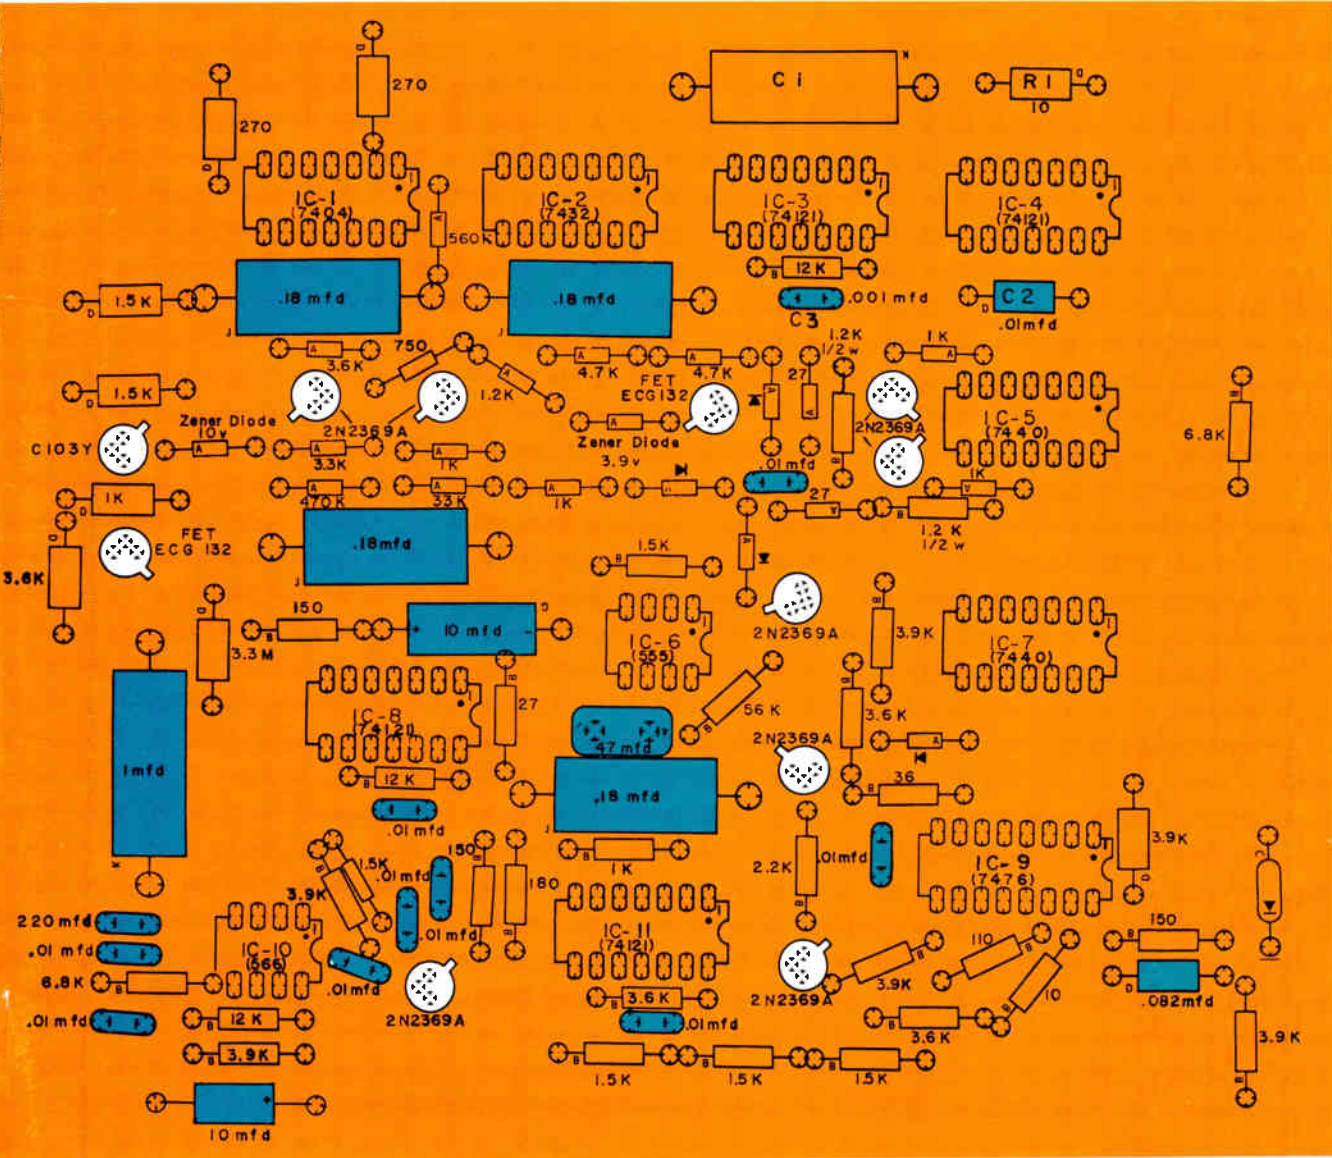 270
270
C i
R1
10
IC-1
(7404)
IC-2
(7432)
IC-3
(74121)
IC-4
(74121)
560K
12 K
1.5 K
.18 mfd
.18 mfd
.001 mfd
C3
C2
.01mfd
3.6K
750
1.2K
4.7 K
4.7K
FET
ECG132
27
1.2K
1/2 w
1K
1.5K
Zener Diode
10v
2N2369A
Zener Diode
3.9v
2N2369A
IC-5
(7440)
6.8K
C103Y
3.3K
1K
.01 mfd
1K
1K
470 K
33K
1K
27
1.2 K
1/2 w
FET
ECG 132
.18mfd
1.5K
3.6K
150
10 mfd
3.3M
IC-6
(555)
2N2369A
3.9K
IC-7
(7440)
IC-8
(74121)
27
56 K
3.6 K
47 mfd
2N2369A
1mfd
12 K
.18 mfd
36
.01 mfd
1.5K
150
.01mfd
1K
2.2K
.01mfd
IC-9
(7476)
3.9K
3.9K
180
220 mfd
.01 mfd
IC-10
(566)
.01 mfd
IC-11
(74121)
150
110
6.8K
.01 mfd
2N2369A
3.6 K
2N2369A
3.9K
10
.082mfd
.01 mfd
12 K
.01mfd
3.6K
3.9K
3.9K
1.5K
1.5K
1.5K
10 mfd